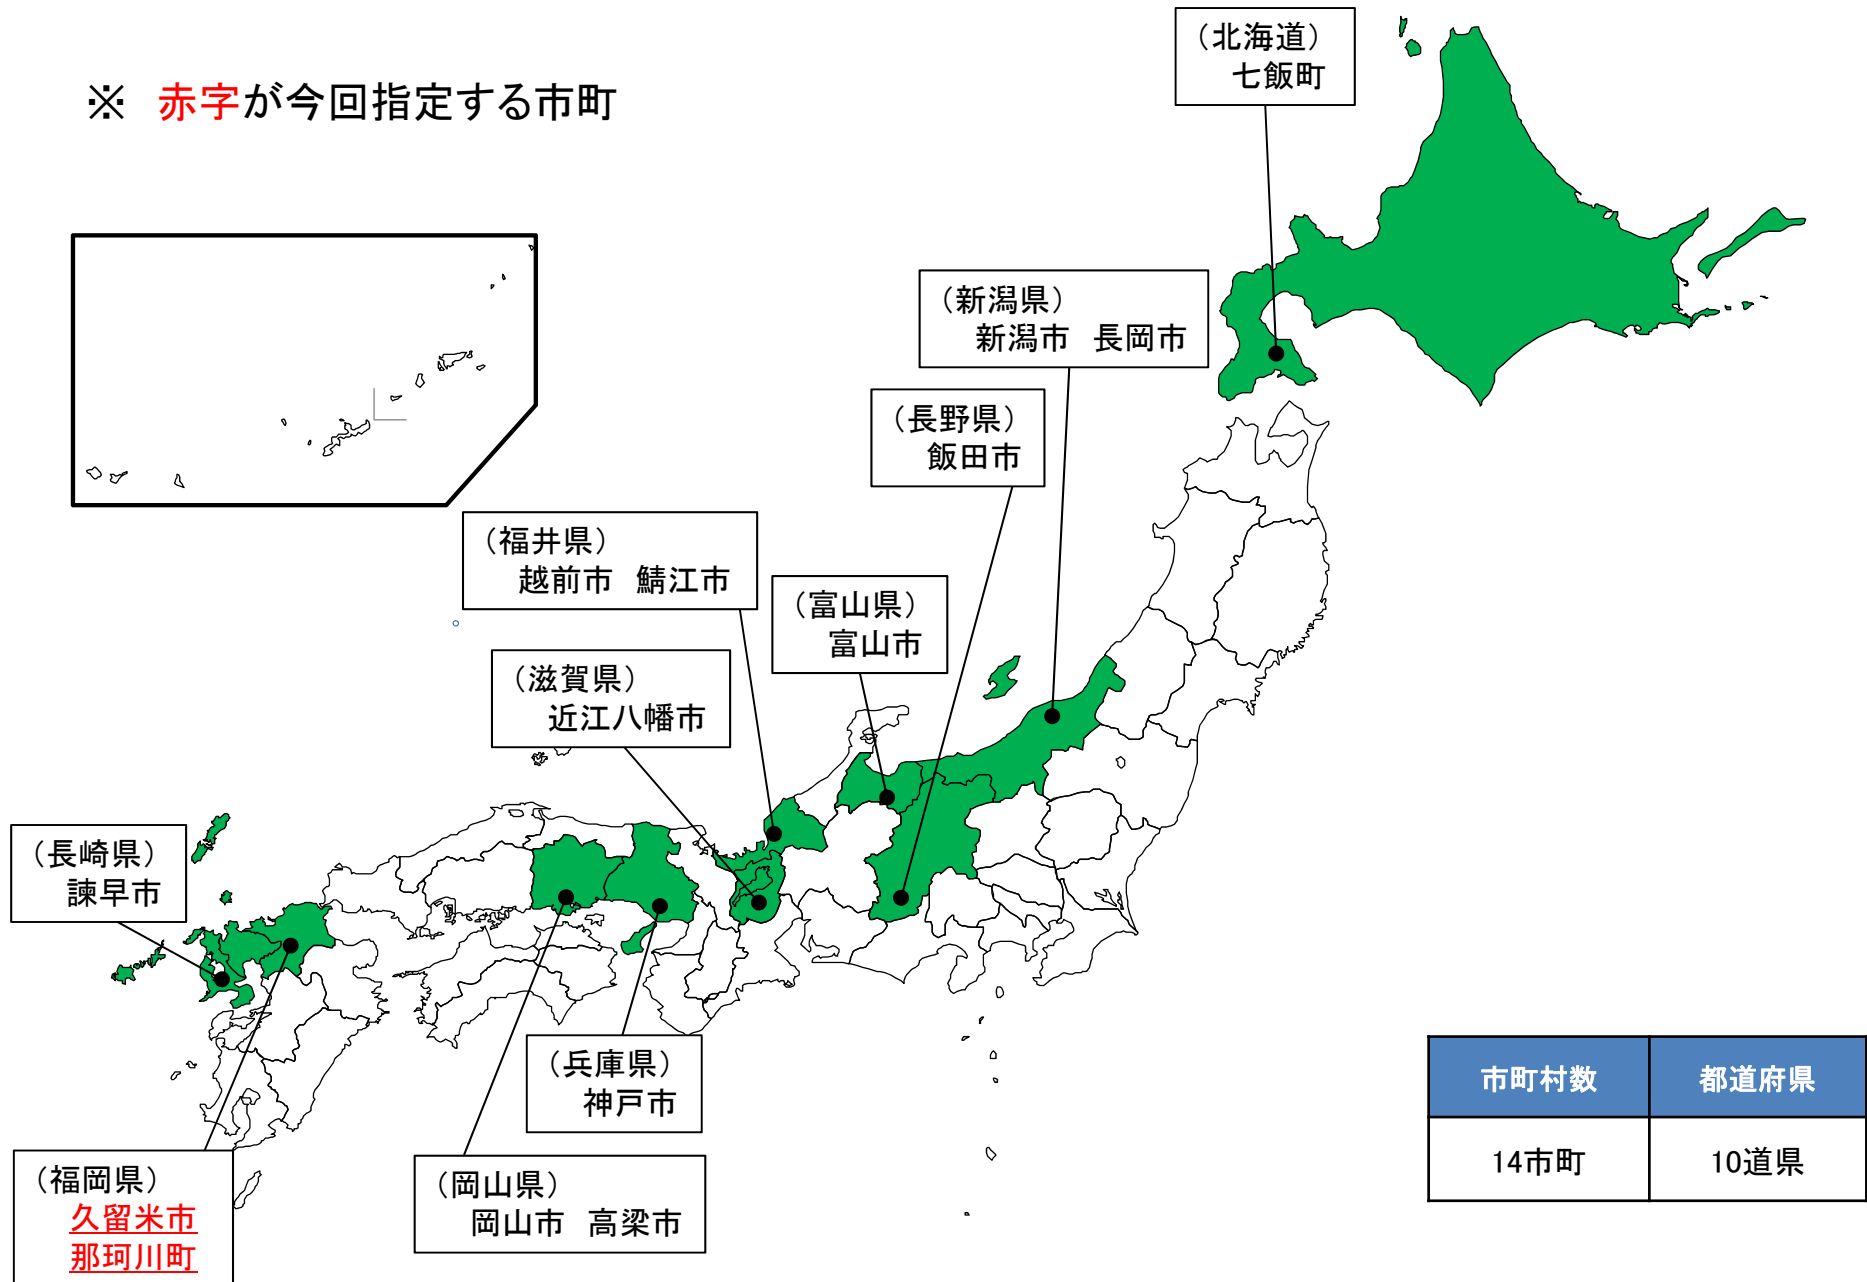 ※　赤字が今回指定する市町
（北海道）
七飯町
（新潟県）
新潟市　長岡市
（長野県）
飯田市
（福井県）
越前市　鯖江市
（富山県）
富山市
（滋賀県）
近江八幡市
（長崎県）
諫早市
（兵庫県）
神戸市
（岡山県）
岡山市　高梁市
（福岡県）
久留米市
那珂川町
市町村数　都道府県
14市町　10道県